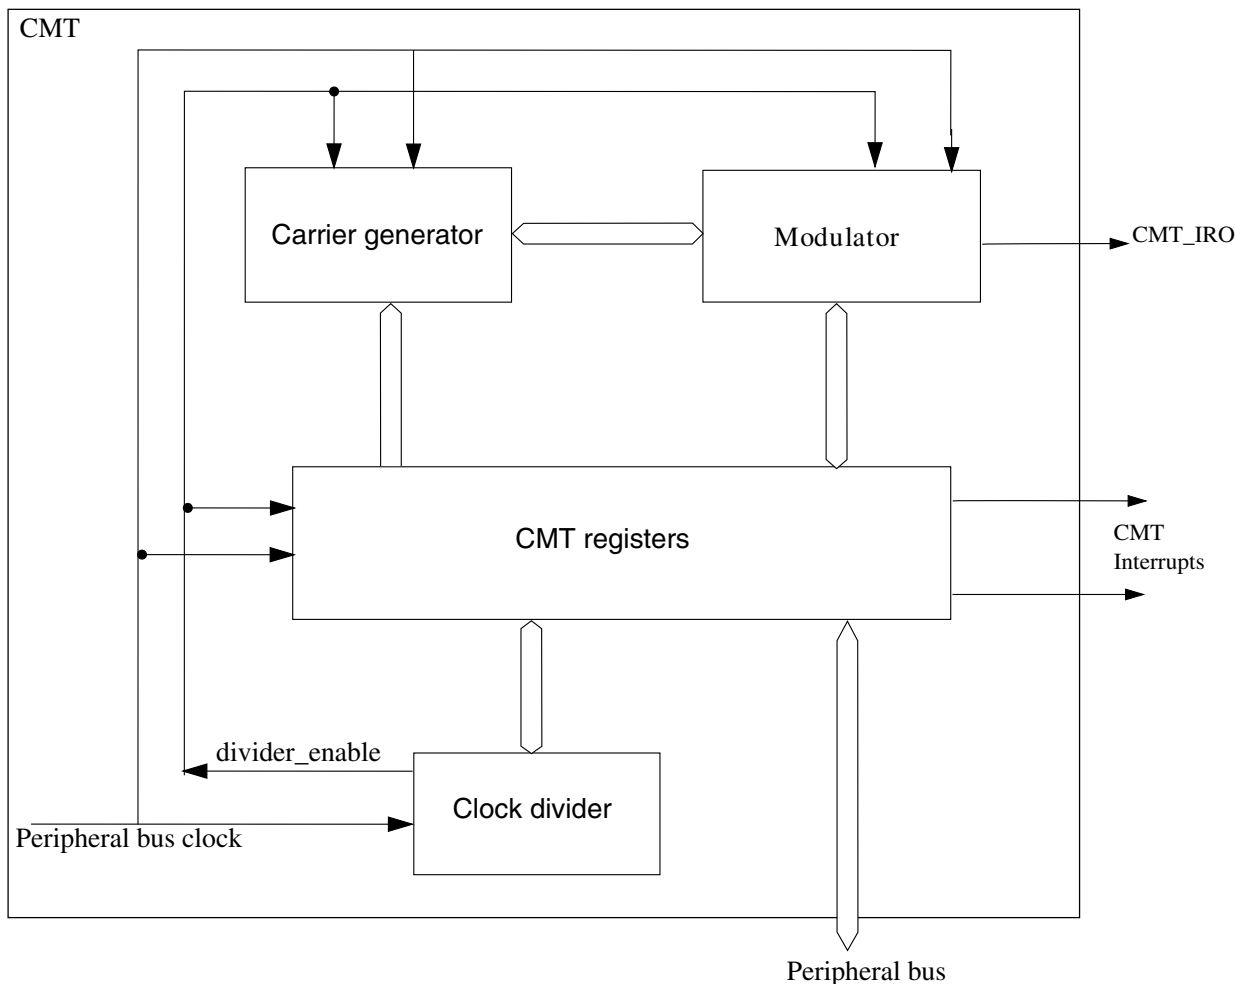 CMT
Carrier generator
Modulator
CMT_IRO
CMT registers
CMT
Interrupts
divider_enable
Clock divider
Peripheral bus clock
Peripheral bus